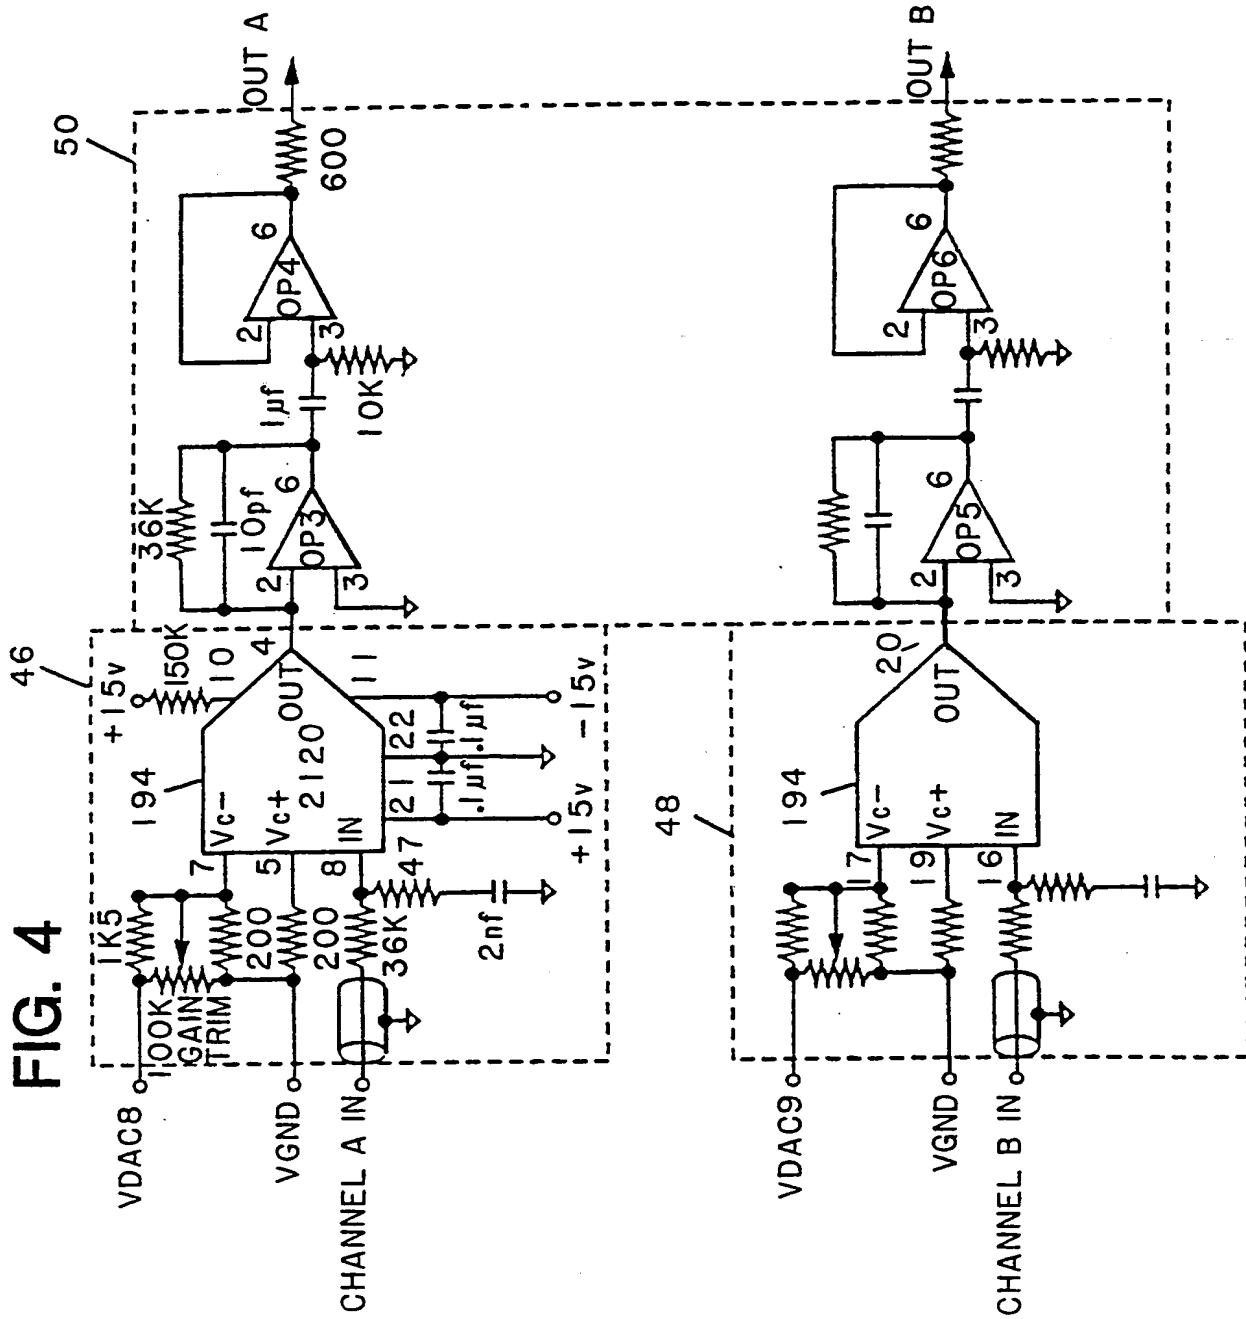 FIG. 4
46
50
+15v
150K
194
10
Vc-
7
1K5
VDAC8
100K
GAIN
TRIM
200
Vc+
5
2120
OUT
4
200
VGND
IN
8
36K
CHANNEL A IN
47
2nf
21
22
11
.1µf
.1µf
+15v
-15v
36K
10pf
2
3
OP3
6
1µf
10K
2
3
OP4
6
600
OUT A
48
194
Vc-
17
VDAC9
Vc+
19
VGND
IN
16
CHANNEL B IN
OUT
20
2
3
OP5
6
2
3
OP6
6
OUT B